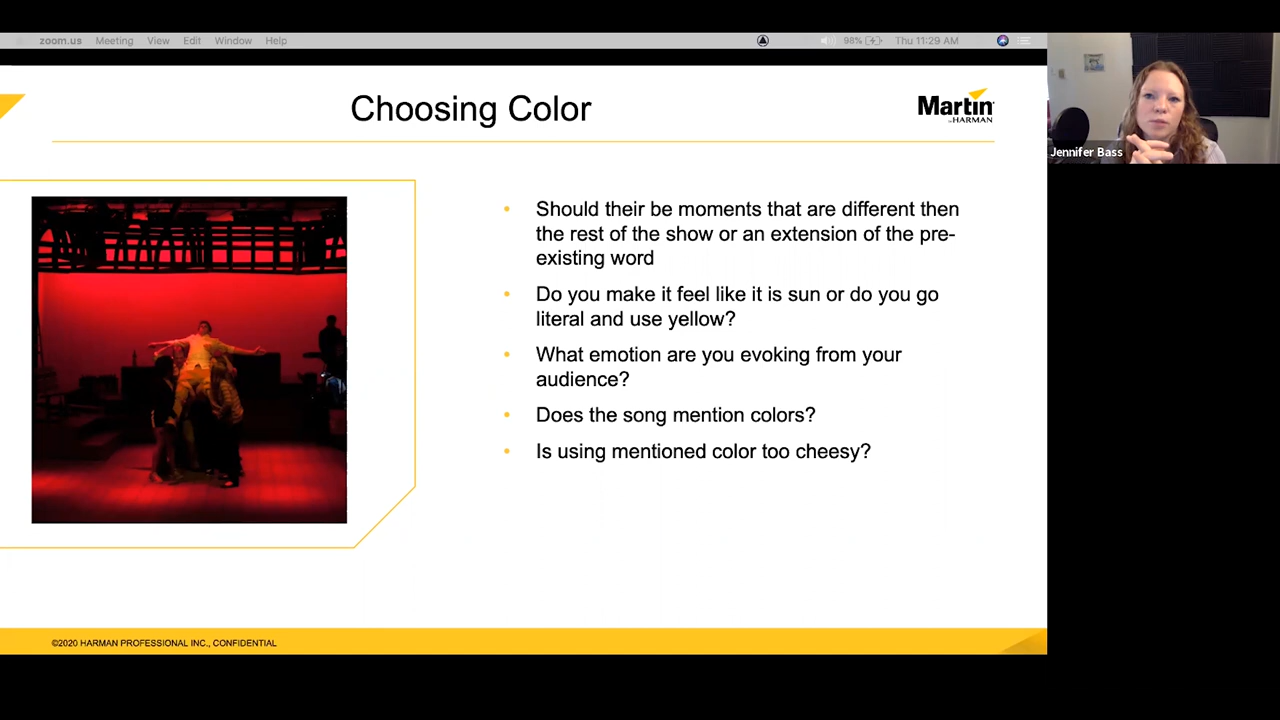 zoom.us Meeting View Edit Window Help 98% Thu 11:29 AM
Choosing Color
Martin
by HARMAN
Jennifer Bass
• Should their be moments that are different then
the rest of the show or an extension of the pre-
existing word
• Do you make it feel like it is sun or do you go
literal and use yellow?
• What emotion are you evoking from your
audience?
• Does the song mention colors?
• Is using mentioned color too cheesy?
©2020 HARMAN PROFESSIONAL INC., CONFIDENTIAL